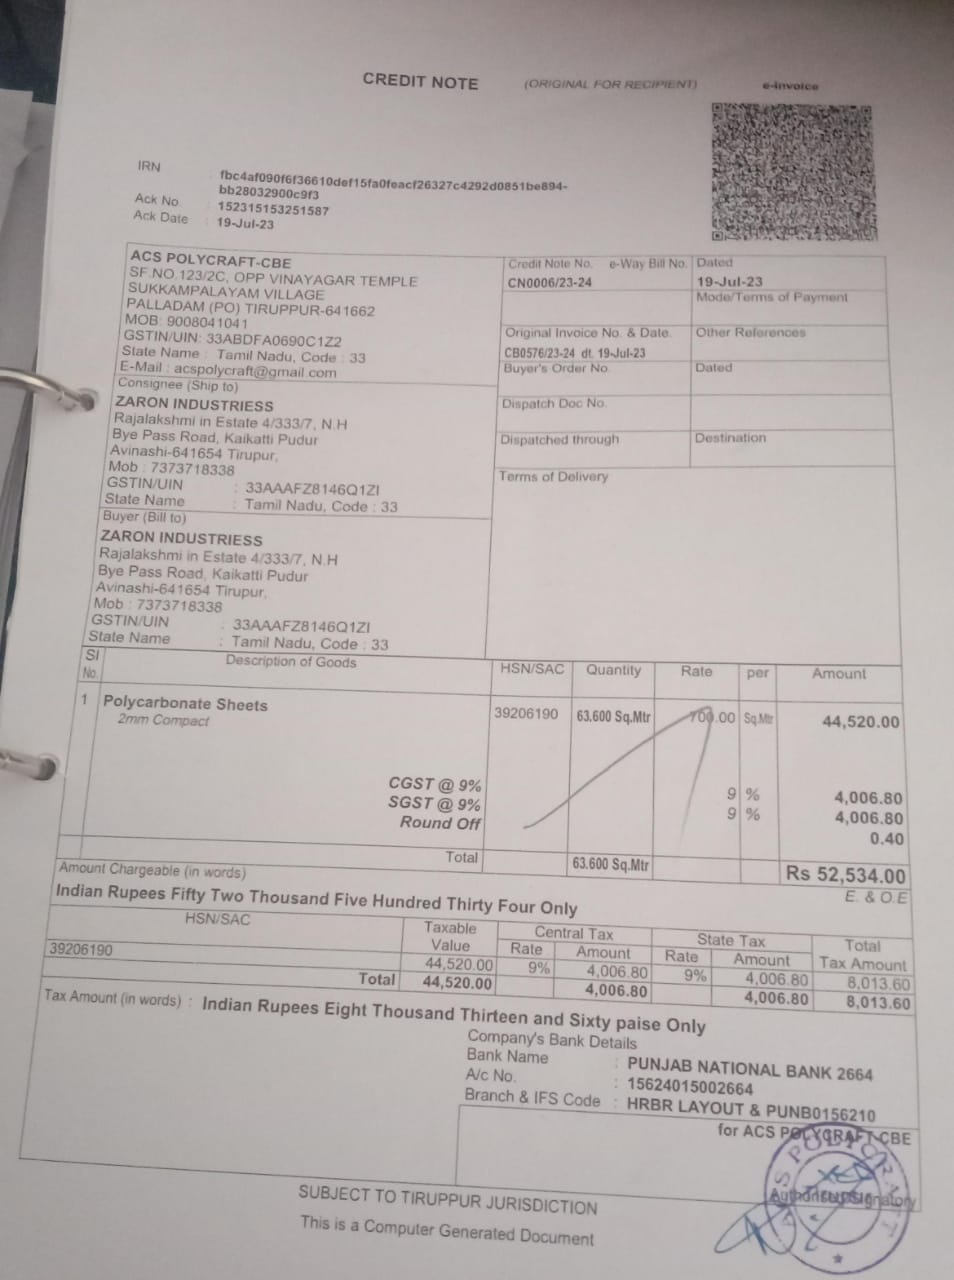 CREDIT NOTE (ORIGINAL FOR RECIPIENT) e-Invoice
IRN : fbc4af090f6f36610def15fa0feacf26327c4292d0851be894-
bb28032900c9f3
Ack No. : 152315153251587
Ack Date : 19-Jul-23
ACS POLYCRAFT-CBE
SF.NO.123/2C, OPP VINAYAGAR TEMPLE
SUKKAMPALAYAM VILLAGE
PALLADAM (PO) TIRUPPUR-641662
MOB: 9008041041
GSTIN/UIN: 33ABDFA0690C1Z2
State Name : Tamil Nadu, Code : 33
E-Mail : acspolycraft@gmail.com
Credit Note No. e-Way Bill No. Dated
CN0006/23-24 19-Jul-23
Mode/Terms of Payment
Original Invoice No. & Date. Other References
CB0576/23-24 dt. 19-Jul-23
Buyer's Order No. Dated
Dispatch Doc No.
Dispatched through Destination
Terms of Delivery
Consignee (Ship to)
ZARON INDUSTRIESS
Rajalakshmi in Estate 4/333/7, N.H
Bye Pass Road, Kaikatti Pudur
Avinashi-641654 Tirupur,
Mob : 7373718338
GSTIN/UIN : 33AAAFZ8146Q1ZI
State Name : Tamil Nadu, Code : 33
Buyer (Bill to)
ZARON INDUSTRIESS
Rajalakshmi in Estate 4/333/7, N.H
Bye Pass Road, Kaikatti Pudur
Avinashi-641654 Tirupur,
Mob : 7373718338
GSTIN/UIN : 33AAAFZ8146Q1ZI
State Name : Tamil Nadu, Code : 33
Sl No. Description of Goods HSN/SAC Quantity Rate per Amount
1 Polycarbonate Sheets 39206190 63.600 Sq.Mtr 700.00 Sq.Mtr 44,520.00
2mm Compact
CGST @ 9% 9 % 4,006.80
SGST @ 9% 9 % 4,006.80
Round Off 0.40
Total 63.600 Sq.Mtr Rs 52,534.00
Amount Chargeable (in words) E. & O.E
Indian Rupees Fifty Two Thousand Five Hundred Thirty Four Only
HSN/SAC Taxable Value Central Tax State Tax Total Tax Amount
Rate Amount Rate Amount
39206190 44,520.00 9% 4,006.80 9% 4,006.80 8,013.60
Total 44,520.00 4,006.80 4,006.80 8,013.60
Tax Amount (in words) : Indian Rupees Eight Thousand Thirteen and Sixty paise Only
Company's Bank Details
Bank Name : PUNJAB NATIONAL BANK 2664
A/c No. : 15624015002664
Branch & IFS Code : HRBR LAYOUT & PUNB0156210
for ACS POLYCRAFT-CBE
Authorised Signatory
SUBJECT TO TIRUPPUR JURISDICTION
This is a Computer Generated Document